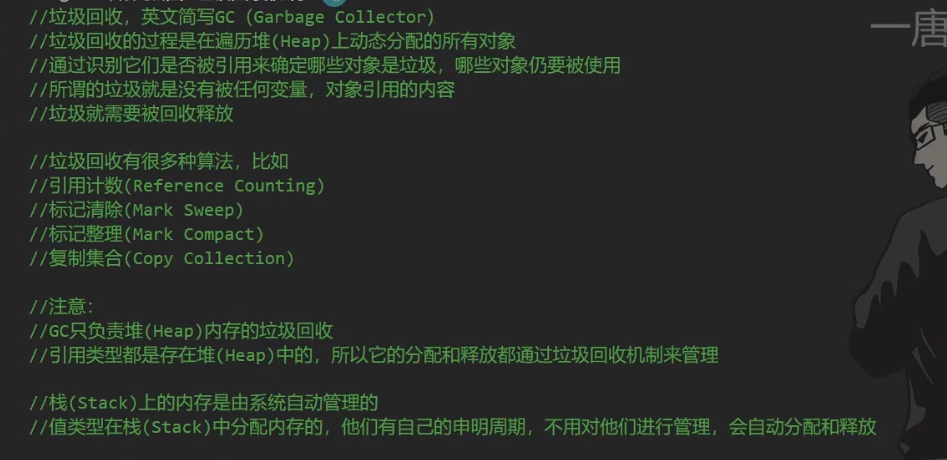 //垃圾回收，英文简写GC（Garbage Collector)
//垃圾回收的过程是在遍历堆(Heap)上动态分配的所有对象
//通过识别它们是否被引用来确定哪些对象是垃圾，哪些对象仍要被使用
//所谓的垃圾就是没有被任何变量，对象引用的内容
//垃圾就需要被回收释放
//垃圾回收有很多种算法，比如
//引用计数(Reference Counting)
//标记清除(Mark Sweep)
//标记整理(Mark Compact)
//复制集合(Copy Collection)
//注意：
//GC只负责堆(Heap)内存的垃圾回收
//引用类型都是存在堆(Heap)中的，所以它的分配和释放都通过垃圾回收机制来管理
//栈(Stack)上的内存是由系统自动管理的
//值类型在栈(Stack)中分配内存的，他们有自己的申明周期，不用对他们进行管理，会自动分配和释放
一唐